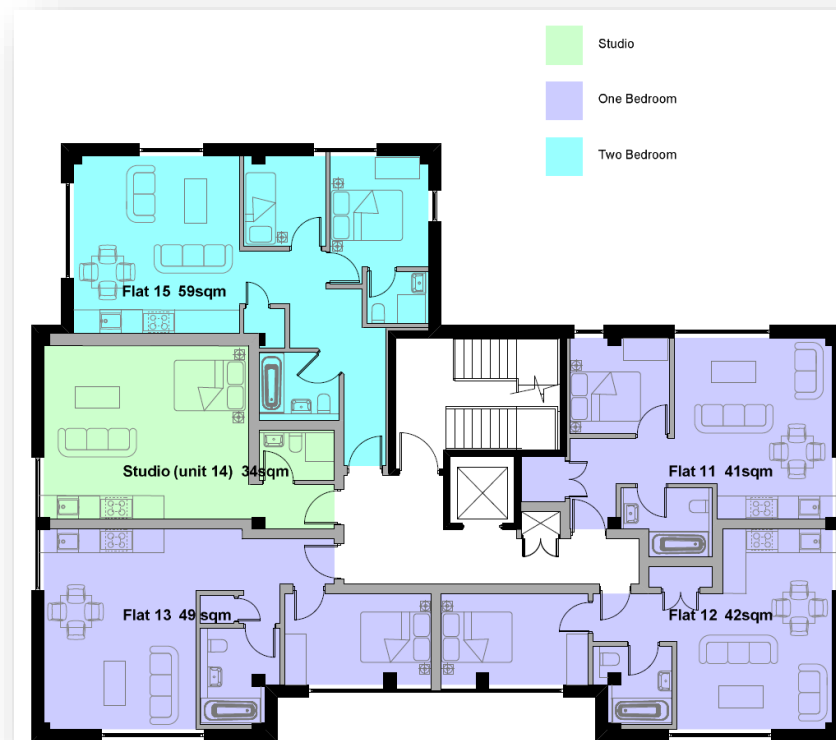 Studio
One Bedroom
Two Bedroom
Flat 15 59sqm
Studio (unit 14) 34sqm
Flat 11 41sqm
Flat 13 49 sqm
Flat 12 42sqm